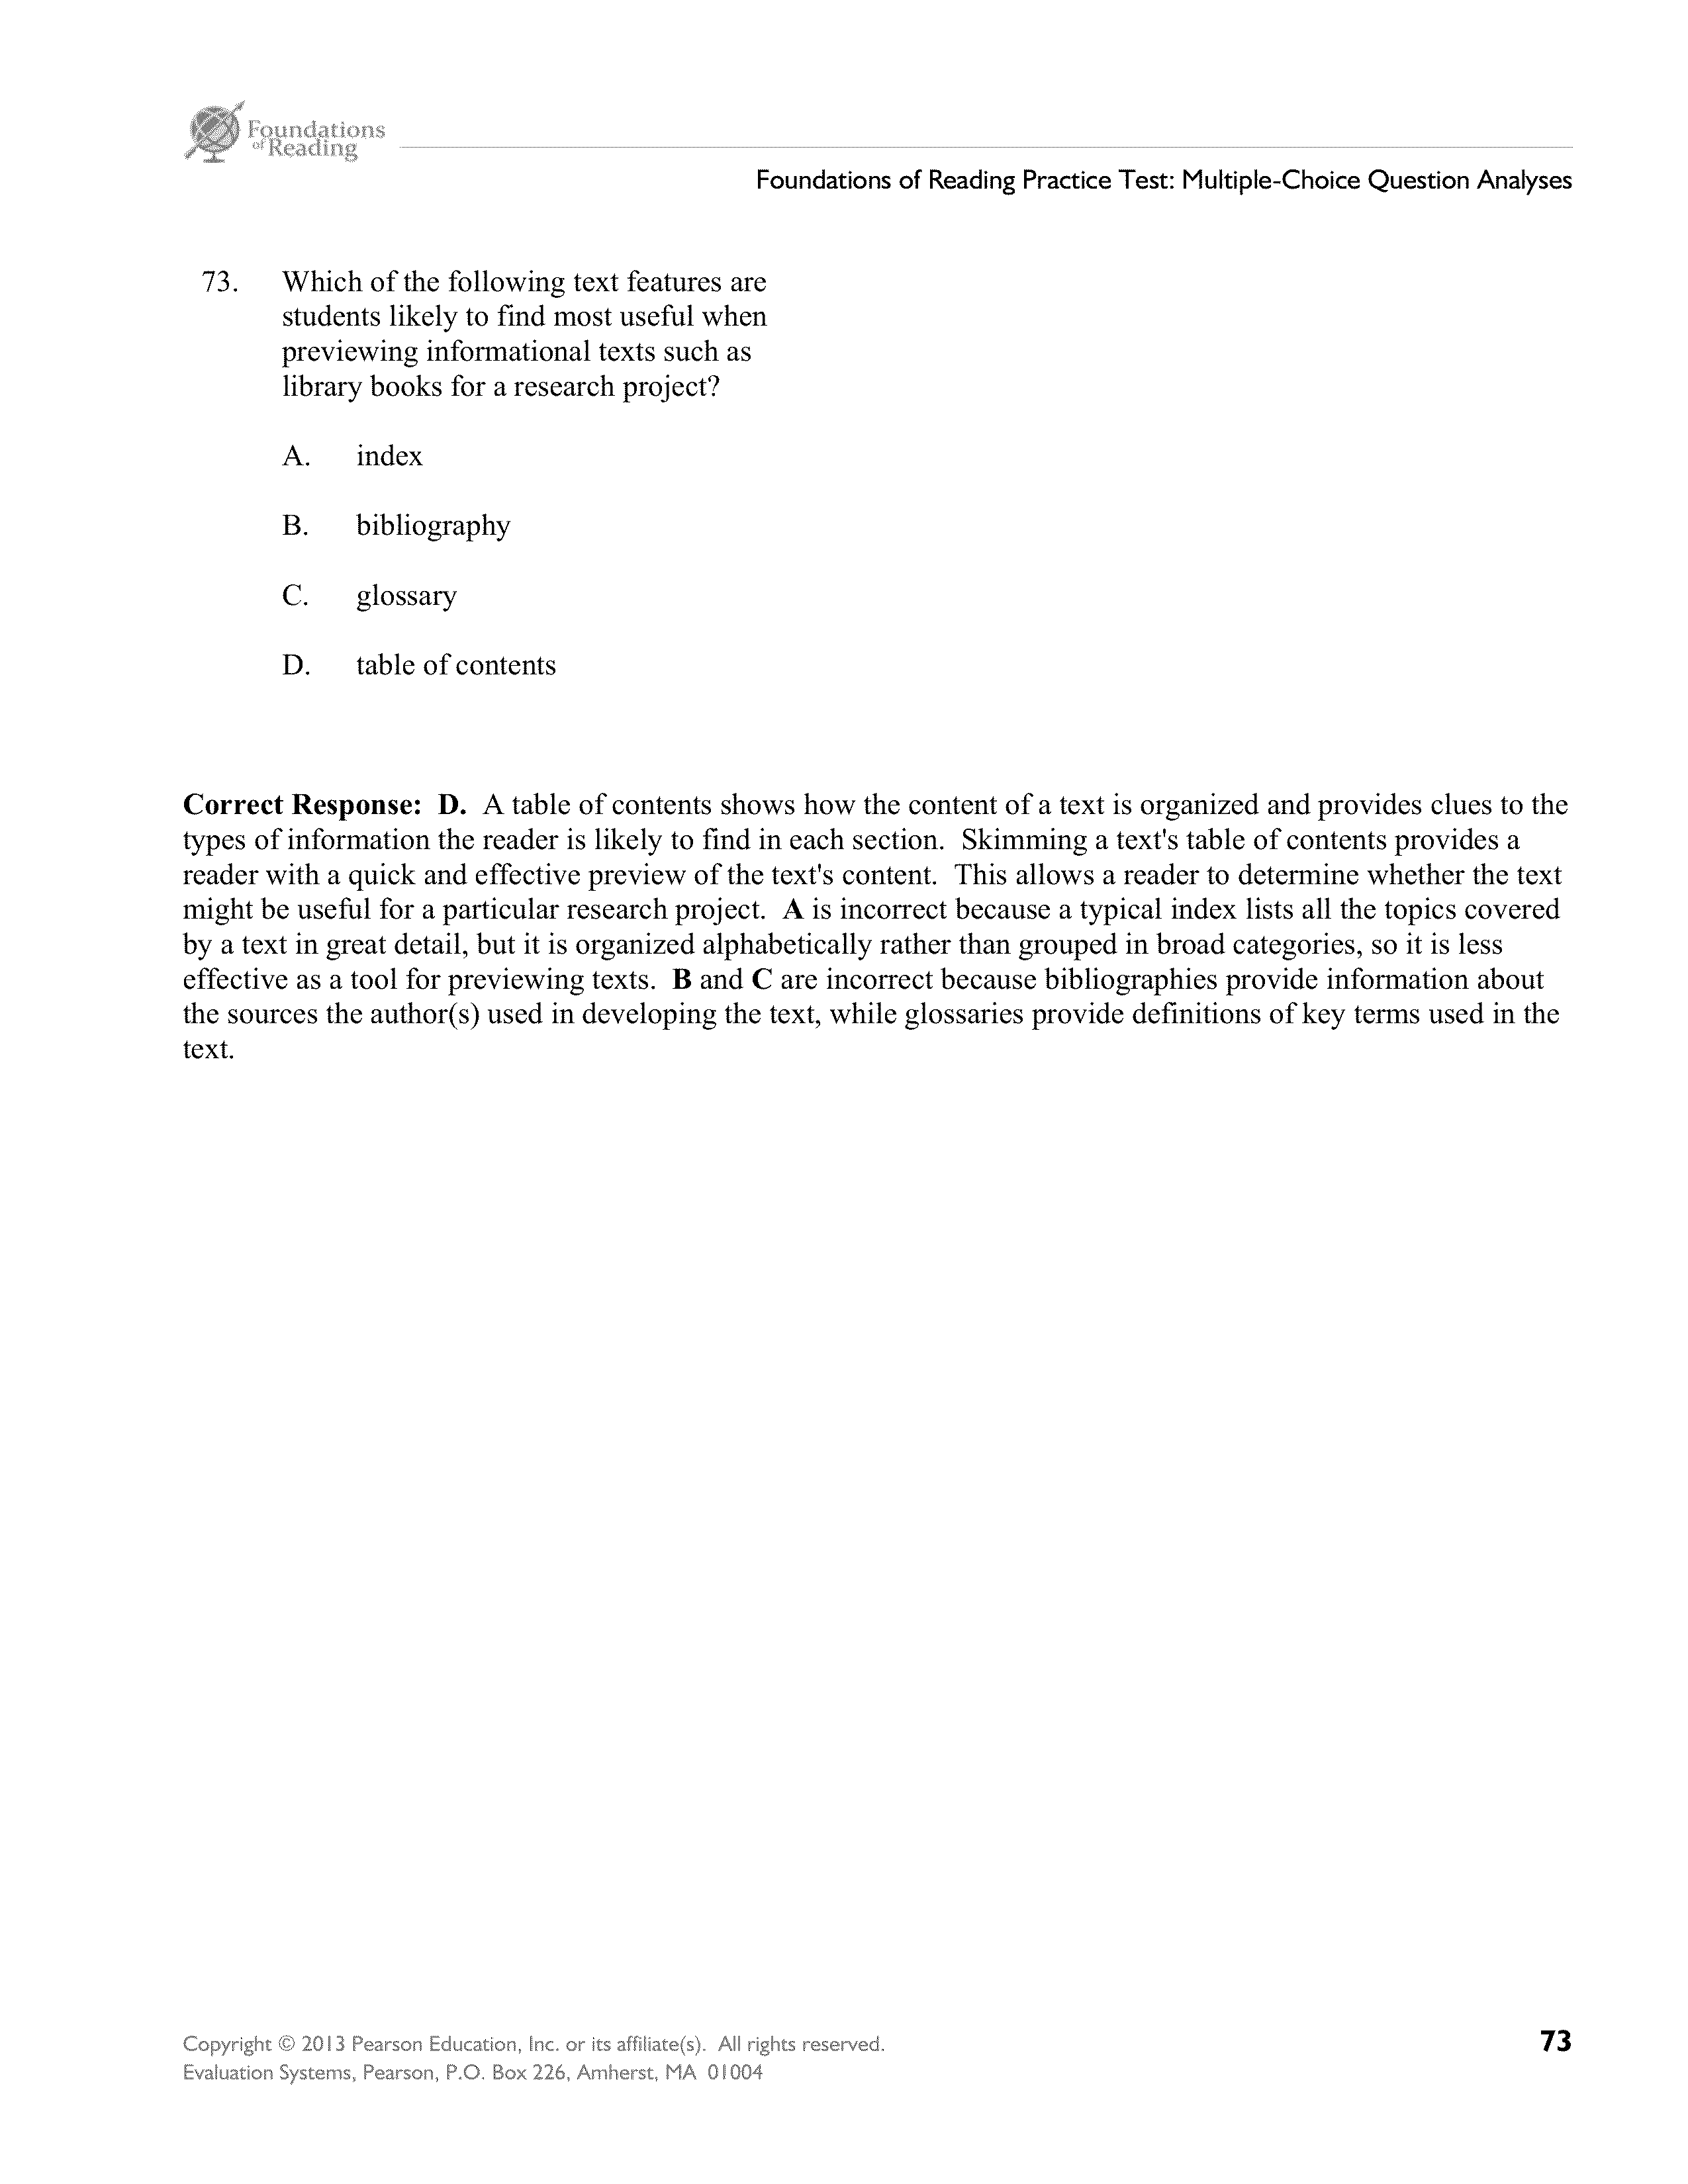 Foundations
of Reading
Foundations of Reading Practice Test: Multiple-Choice Question Analyses
73. Which of the following text features are
students likely to find most useful when
previewing informational texts such as
library books for a research project?
A. index
B. bibliography
C. glossary
D. table of contents
Correct Response: D. A table of contents shows how the content of a text is organized and provides clues to the
types of information the reader is likely to find in each section. Skimming a text's table of contents provides a
reader with a quick and effective preview of the text's content. This allows a reader to determine whether the text
might be useful for a particular research project. A is incorrect because a typical index lists all the topics covered
by a text in great detail, but it is organized alphabetically rather than grouped in broad categories, so it is less
effective as a tool for previewing texts. B and C are incorrect because bibliographies provide information about
the sources the author(s) used in developing the text, while glossaries provide definitions of key terms used in the
text.
Copyright © 2013 Pearson Education, Inc. or its affiliate(s). All rights reserved. 73
Evaluation Systems, Pearson, P.O. Box 226, Amherst, MA 01004